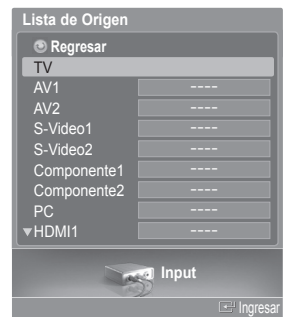 Lista de Origen
Regresar
TV
AV1 ----
AV2 ----
S-Video1 ----
S-Video2 ----
Componente1 ----
Componente2 ----
PC ----
▼HDMI1 ----
Input
Ingresar